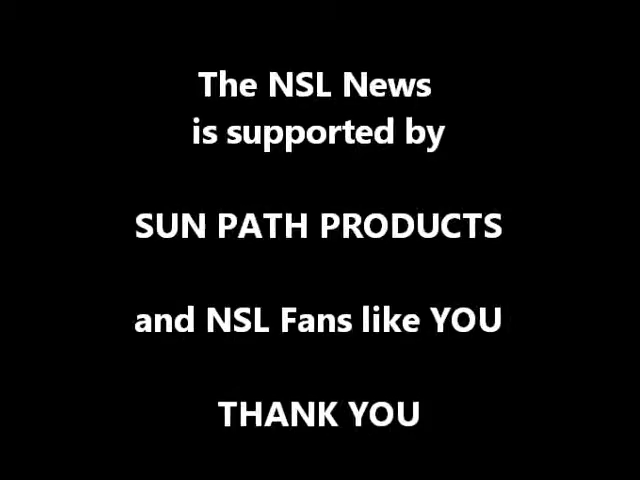 The NSL News
is supported by
SUN PATH PRODUCTS
and NSL Fans like YOU
THANK YOU